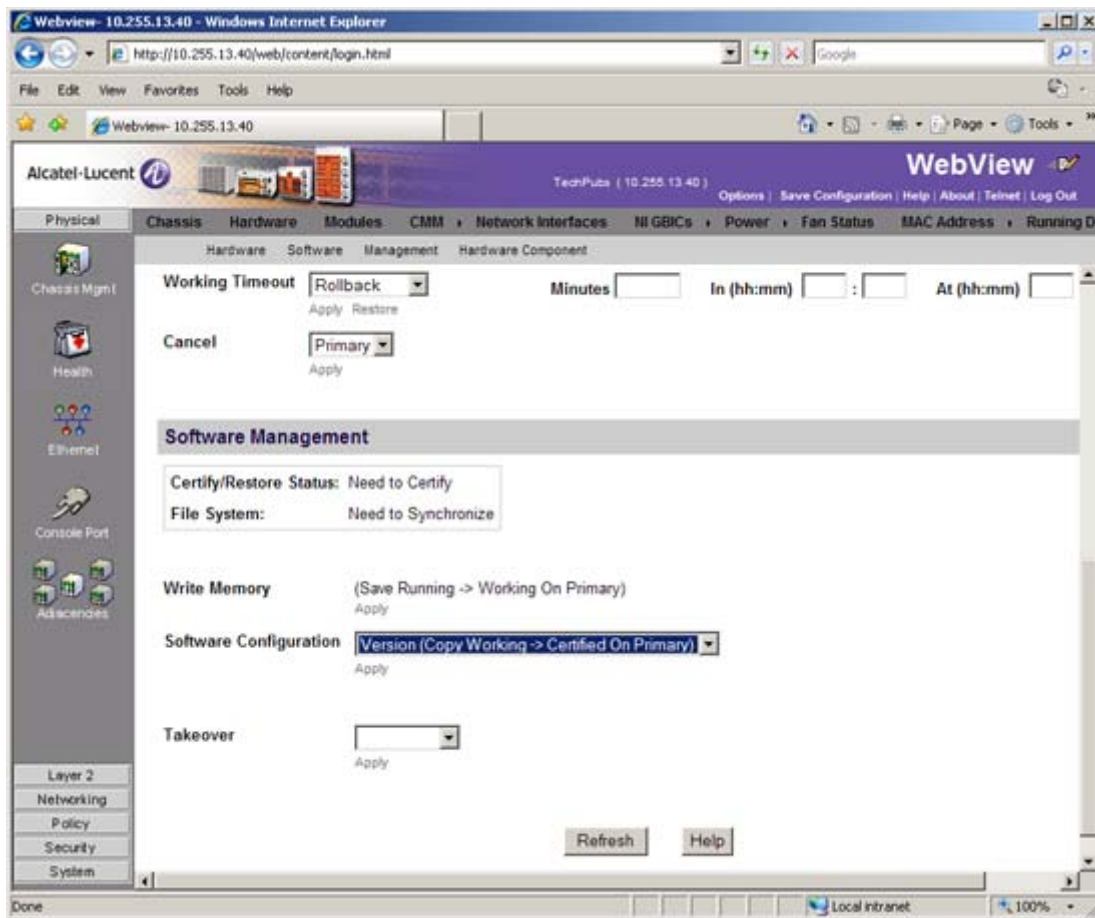 Webview- 10.255.13.40 - Windows Internet Explorer
http://10.255.13.40/web/content/login.html
Google
File Edit View Favorites Tools Help
Webview- 10.255.13.40
Page Tools
Alcatel-Lucent
TechPubs ( 10.255.13.40 )
WebView
Options | Save Configuration | Help | About | Telnet | Log Out
Physical
Chassis Hardware Modules CMM Network Interfaces NI GBICs Power Fan Status MAC Address Running D
Hardware Software Management Hardware Component
Chassis Mgmt
Health
Ethernet
Console Port
Adjacencies
Working Timeout Rollback Minutes In (hh:mm) : At (hh:mm)
Apply Restore
Cancel Primary
Apply
Software Management
Certify/Restore Status: Need to Certify
File System: Need to Synchronize
Write Memory (Save Running -> Working On Primary)
Apply
Software Configuration Version (Copy Working -> Certified On Primary)
Apply
Takeover
Apply
Layer 2
Networking
Policy
Security
System
Refresh Help
Done Local intranet 100%